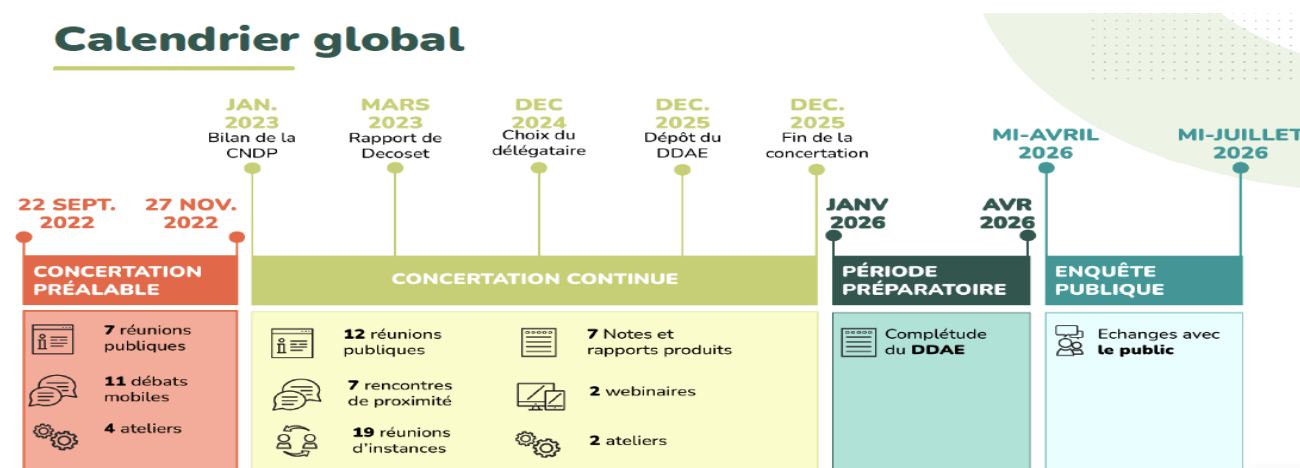 Calendrier global
JAN.
2023
Bilan de la
CNDP
MARS
2023
Rapport de
Decoset
DEC
2024
Choix du
délégataire
DEC.
2025
Dépôt du
DDAE
DEC.
2025
Fin de la
concertation
MI-AVRIL
2026
MI-JUILLET
2026
22 SEPT.
2022
27 NOV.
2022
JANV
2026
AVR
2026
CONCERTATION
PRÉALABLE
CONCERTATION CONTINUE
PÉRIODE
PRÉPARATOIRE
ENQUÊTE
PUBLIQUE
7 réunions
publiques
11 débats
mobiles
4 ateliers
12 réunions
publiques
7 rencontres
de proximité
19 réunions
d'instances
7 Notes et
rapports produits
2 webinaires
2 ateliers
Complétude
du DDAE
Echanges avec
le public